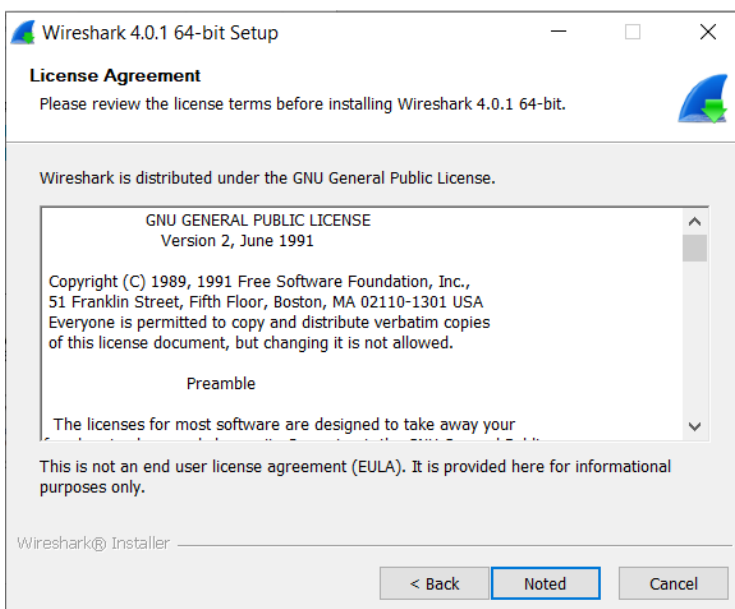 Wireshark 4.0.1 64-bit Setup
License Agreement
Please review the license terms before installing Wireshark 4.0.1 64-bit.
Wireshark is distributed under the GNU General Public License.
GNU GENERAL PUBLIC LICENSE
Version 2, June 1991
Copyright (C) 1989, 1991 Free Software Foundation, Inc.,
51 Franklin Street, Fifth Floor, Boston, MA 02110-1301 USA
Everyone is permitted to copy and distribute verbatim copies
of this license document, but changing it is not allowed.
Preamble
The licenses for most software are designed to take away your
This is not an end user license agreement (EULA). It is provided here for informational
purposes only.
Wireshark® Installer
< Back
Noted
Cancel